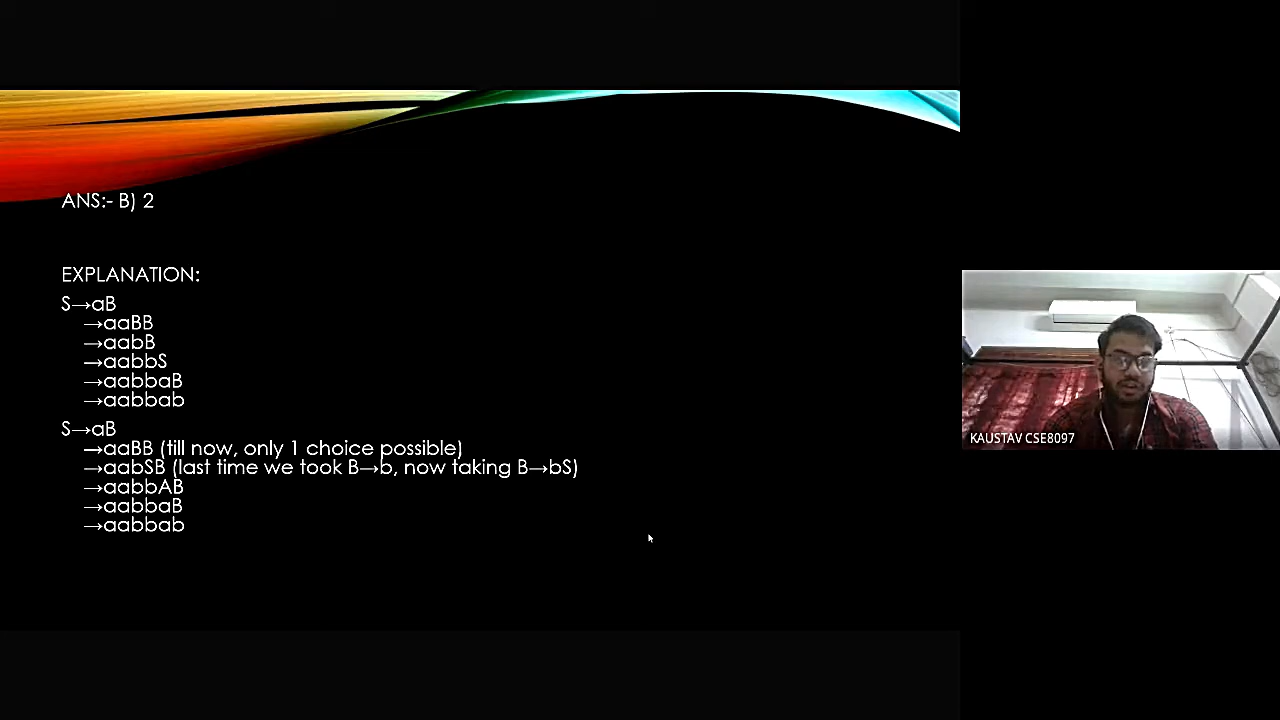 ANS:- B) 2
EXPLANATION:
S→aB
→aaBB
→aabB
→aabbS
→aabbaB
→aabbab
S→aB
→aaBB (till now, only 1 choice possible)
→aabSB (last time we took B→b, now taking B→bS)
→aabbAB
→aabbaB
→aabbab
KAUSTAV CSE8097